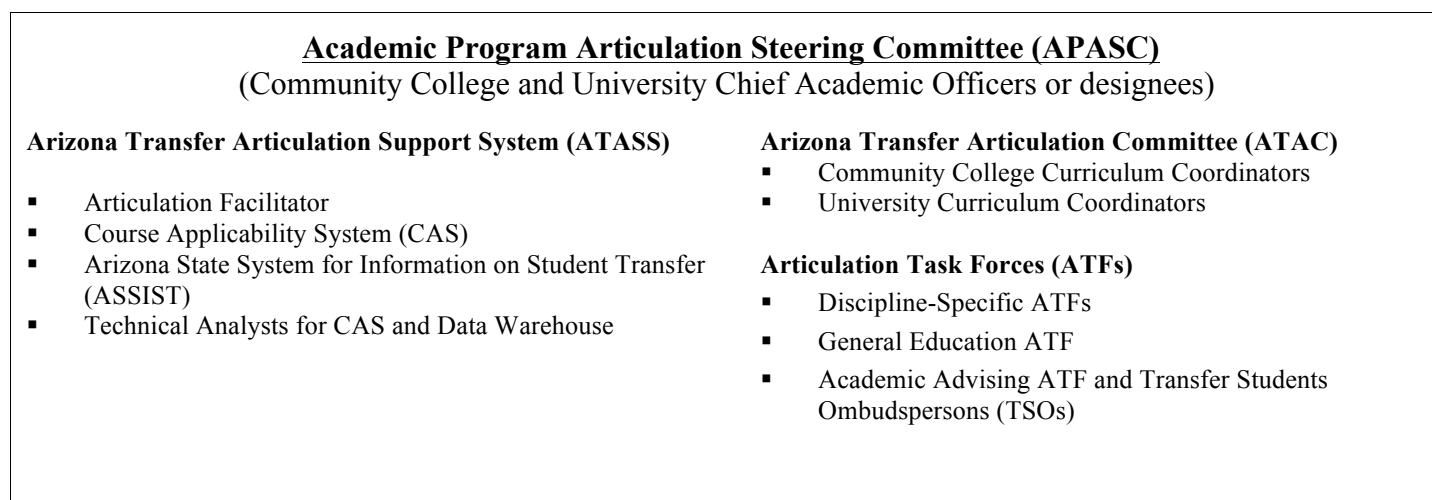 Academic Program Articulation Steering Committee (APASC)
(Community College and University Chief Academic Officers or designees)
Arizona Transfer Articulation Support System (ATASS)
▪ Articulation Facilitator
▪ Course Applicability System (CAS)
▪ Arizona State System for Information on Student Transfer
(ASSIST)
▪ Technical Analysts for CAS and Data Warehouse
Arizona Transfer Articulation Committee (ATAC)
▪ Community College Curriculum Coordinators
▪ University Curriculum Coordinators
Articulation Task Forces (ATFs)
▪ Discipline-Specific ATFs
▪ General Education ATF
▪ Academic Advising ATF and Transfer Students
Ombudspersons (TSOs)